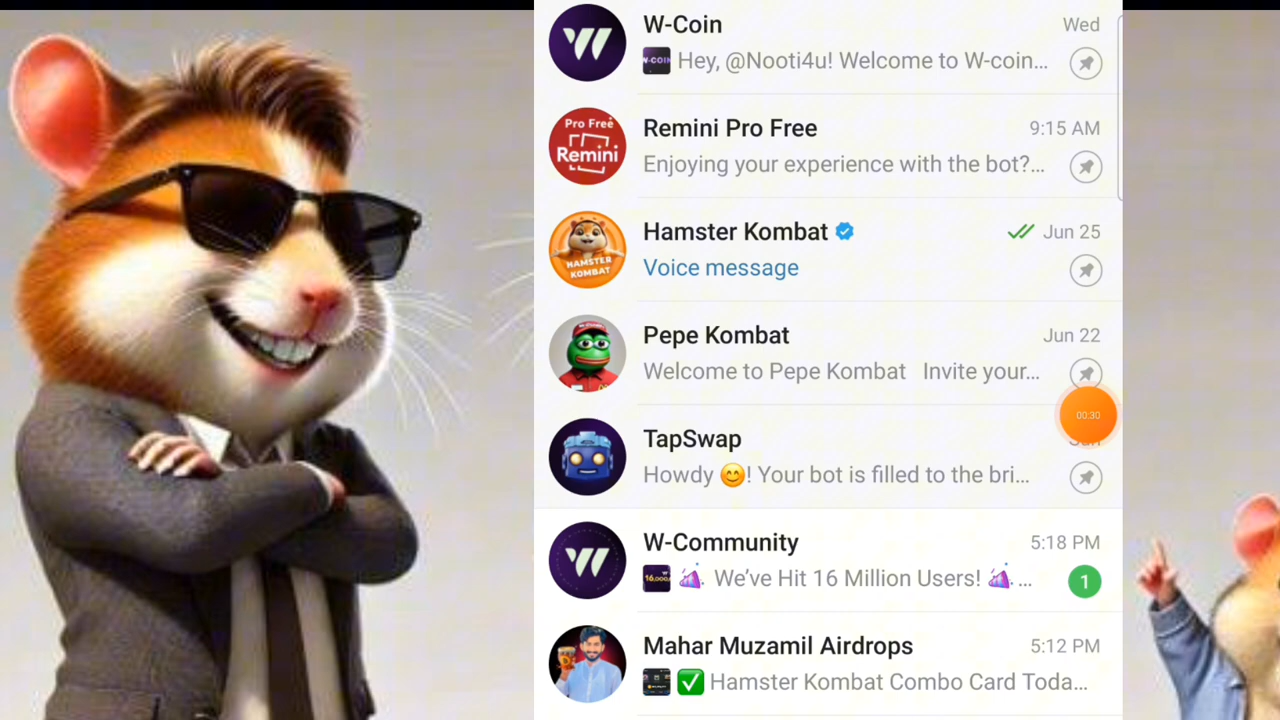 W-Coin
Wed
W-COIN Hey, @Nooti4u! Welcome to W-coin...
Pro Free
Remini
Remini Pro Free
9:15 AM
Enjoying your experience with the bot?...
HAMSTER
KOMBAT
Hamster Kombat
Jun 25
Voice message
Pepe Kombat
Jun 22
Welcome to Pepe Kombat Invite your...
00:30
TapSwap
Howdy 😊! Your bot is filled to the bri...
W-Community
5:18 PM
We’ve Hit 16 Million Users! ...
1
Mahar Muzamil Airdrops
5:12 PM
✅ Hamster Kombat Combo Card Toda...